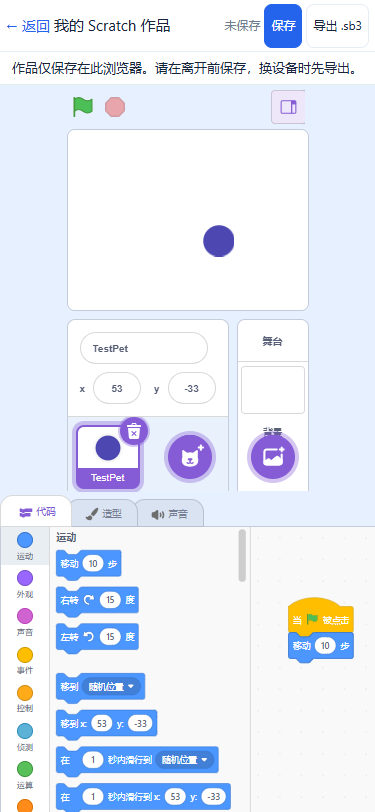 ← 返回 我的 Scratch 作品 未保存 保存 导出 .sb3
作品仅保存在此浏览器。请在离开前保存，换设备时先导出。
TestPet
x 53 y -33
舞台
TestPet
代码 造型 声音
运动
运动
外观
声音
事件
控制
侦测
运算
移动 10 步
右转 15 度
左转 15 度
移到 随机位置
移到 x: 53 y: -33
在 1 秒内滑行到 随机位置
在 1 秒内滑行到 x: 53 y: -33
当 被点击
移动 10 步